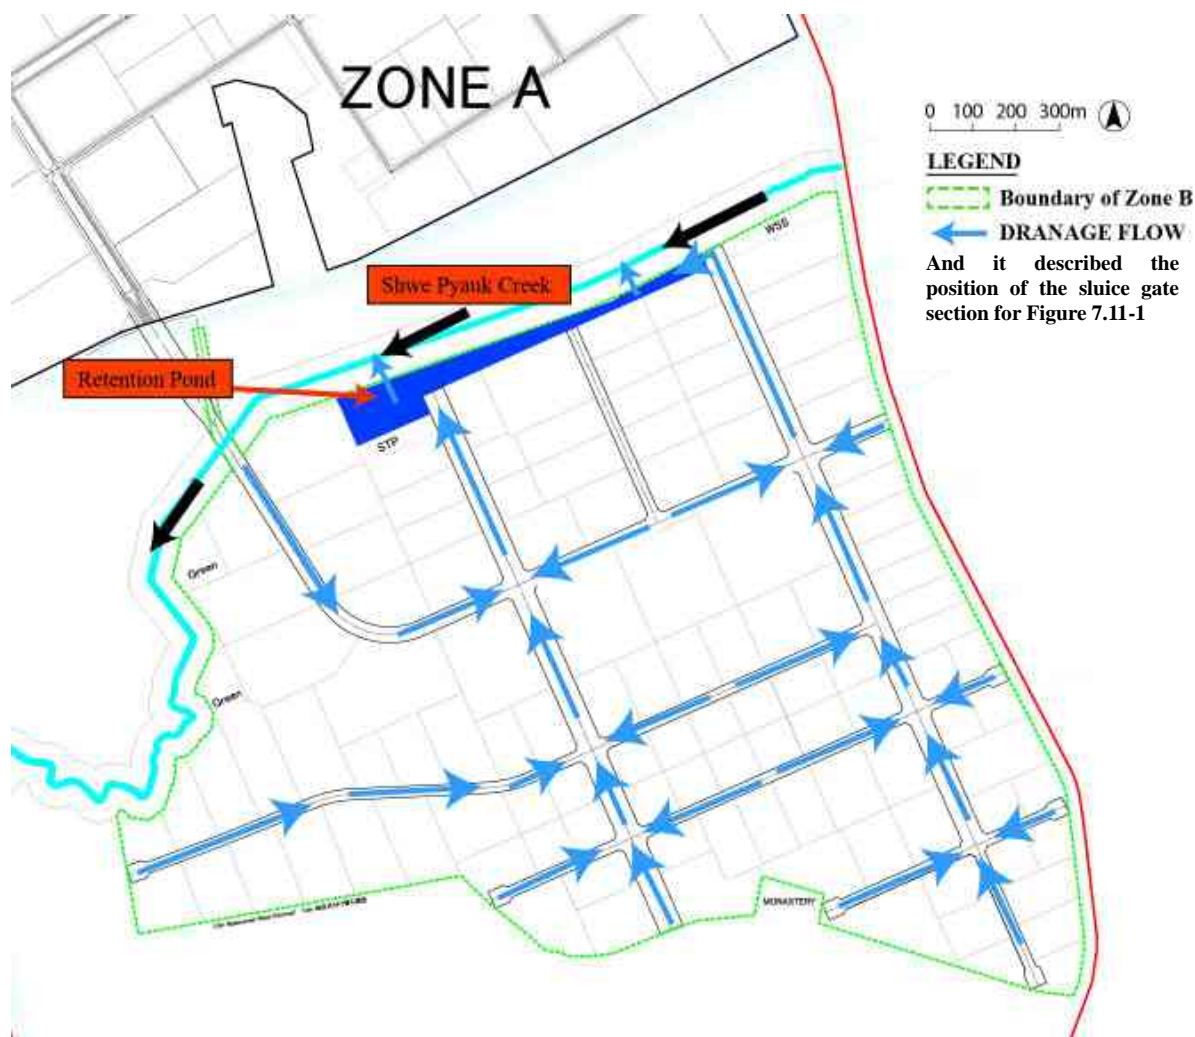 ZONE A
0 100 200 300m
LEGEND
Boundary of Zone B
DRANAGE FLOW
And it described the
position of the sluice gate
section for Figure 7.11-1
WSS
Shwe Pyauk Creek
Retention Pond
STP
Green
Green
MONASTERY